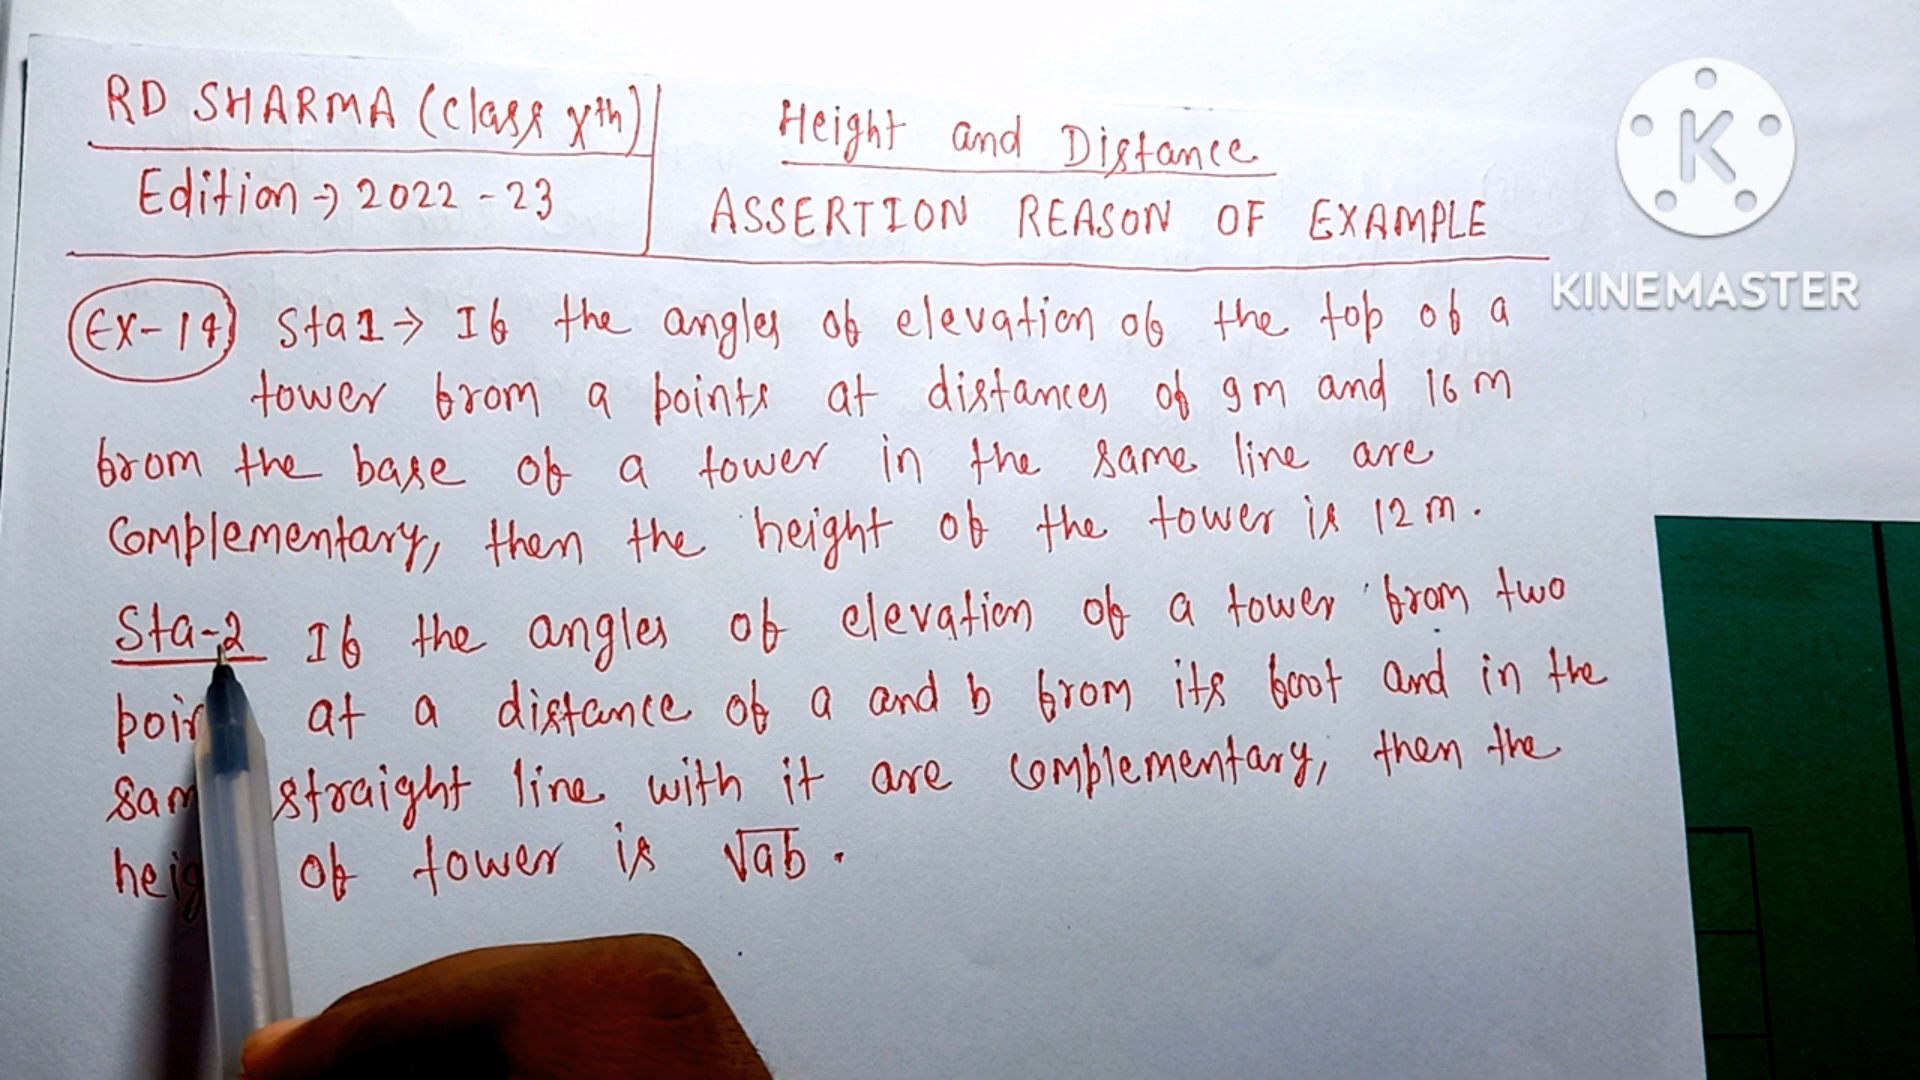 RD SHARMA (Class Xth)
Edition → 2022 - 23
Height and Distance
ASSERTION REASON OF EXAMPLE
K
KINEMASTER
Sta1 → If the angles of elevation of the top of a
tower from a points at distances of 9m and 16 m
from the base of a tower in the same line are
Complementary, then the height of the tower is 12 m.
Sta-2 If the angles of elevation of a tower from two
at a distance of a and b from its foot and in the
straight line with it are complementary, then the
of tower is √ab.